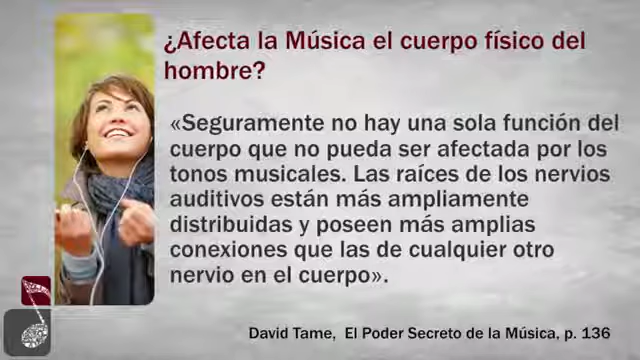 ¿Afecta la Música el cuerpo físico del
hombre?
«Seguramente no hay una sola función del
cuerpo que no pueda ser afectada por los
tonos musicales. Las raíces de los nervios
auditivos están más ampliamente
distribuidas y poseen más amplias
conexiones que las de cualquier otro
nervio en el cuerpo».
David Tame, El Poder Secreto de la Música, p. 136